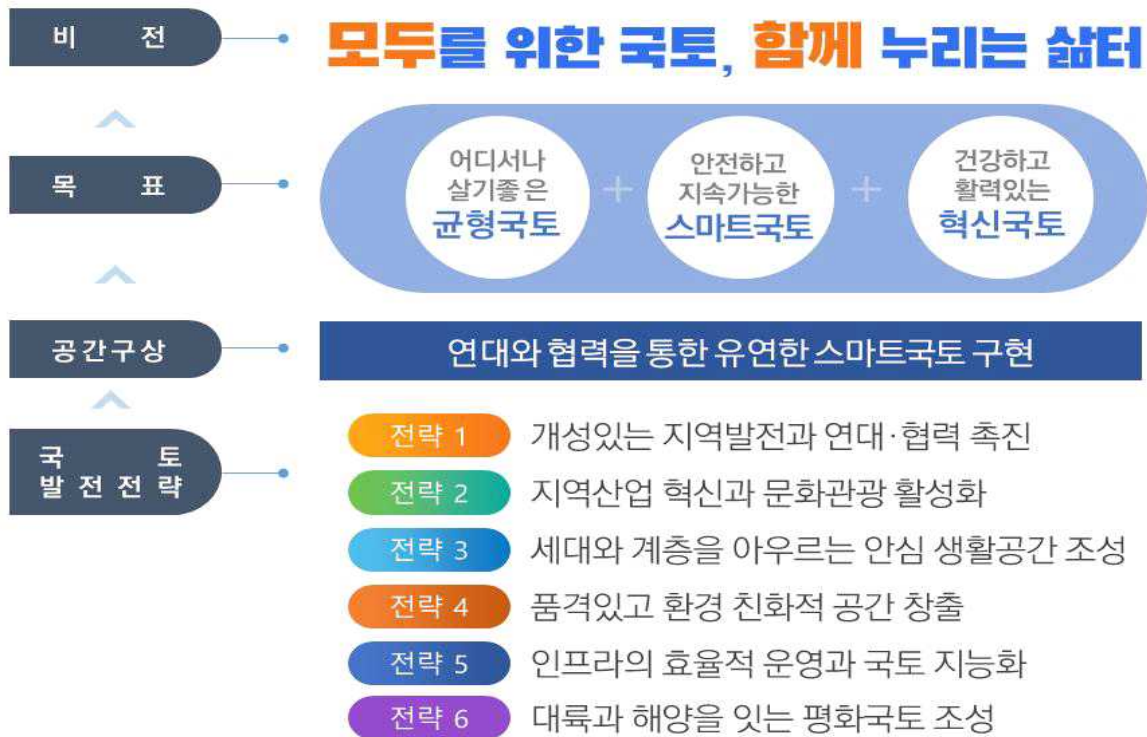 비 전
모두를 위한 국토, 함께 누리는 삶터
목 표
어디서나
살기좋은
균형국토
+
안전하고
지속가능한
스마트국토
+
건강하고
활력있는
혁신국토
공간구상
연대와 협력을 통한 유연한 스마트국토 구현
국 토
발 전 전 략
전략 1 개성있는 지역발전과 연대·협력 촉진
전략 2 지역산업 혁신과 문화관광 활성화
전략 3 세대와 계층을 아우르는 안심 생활공간 조성
전략 4 품격있고 환경 친화적 공간 창출
전략 5 인프라의 효율적 운영과 국토 지능화
전략 6 대륙과 해양을 잇는 평화국토 조성